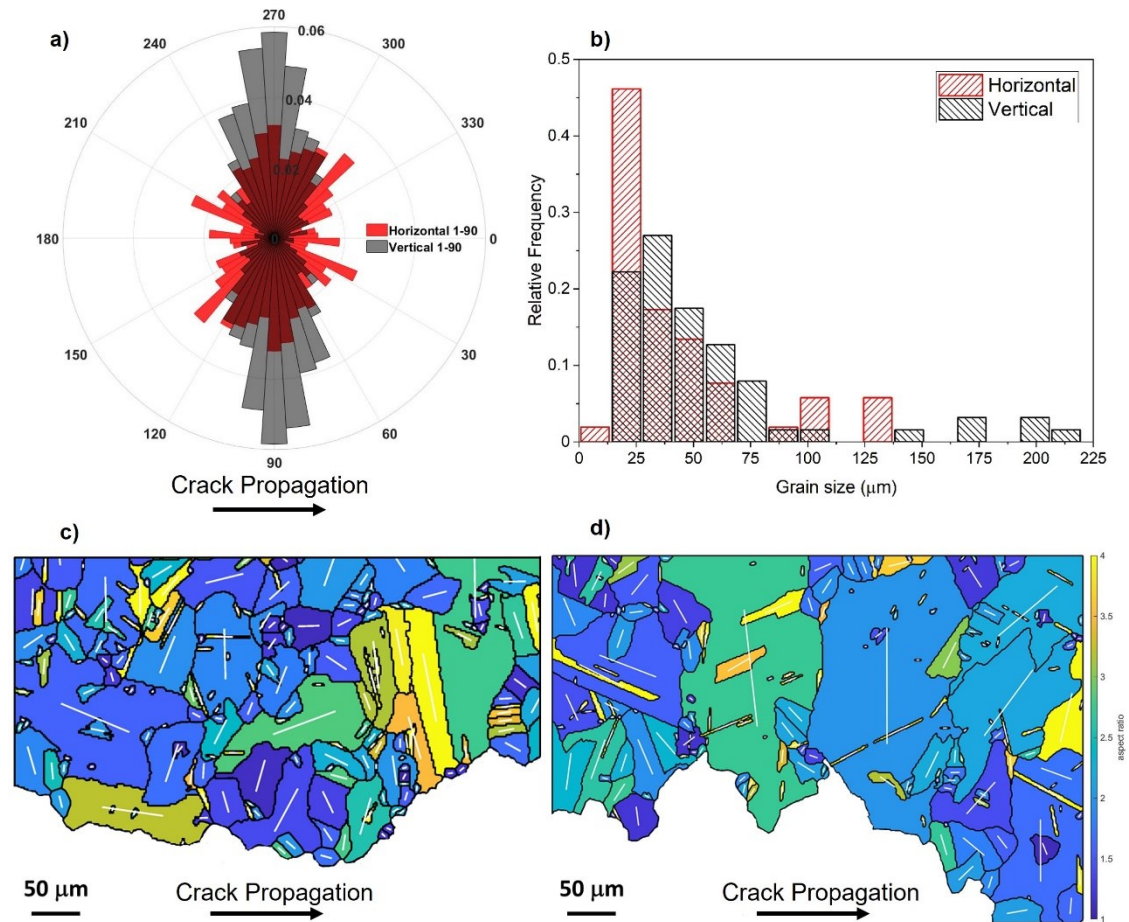 a)
270
240
300
0.06
0.04
210
330
0.02
180
0
0
Horizontal 1-90
Vertical 1-90
150
30
120
60
90
Crack Propagation
b)
0.5
0.4
0.3
0.2
0.1
0
Relative Frequency
Horizontal
Vertical
0 25 50 75 100 125 150 175 200 225
Grain size (μm)
c)
50 μm
Crack Propagation
d)
50 μm
Crack Propagation
4
3.5
3
2.5
2
1.5
1
aspect ratio